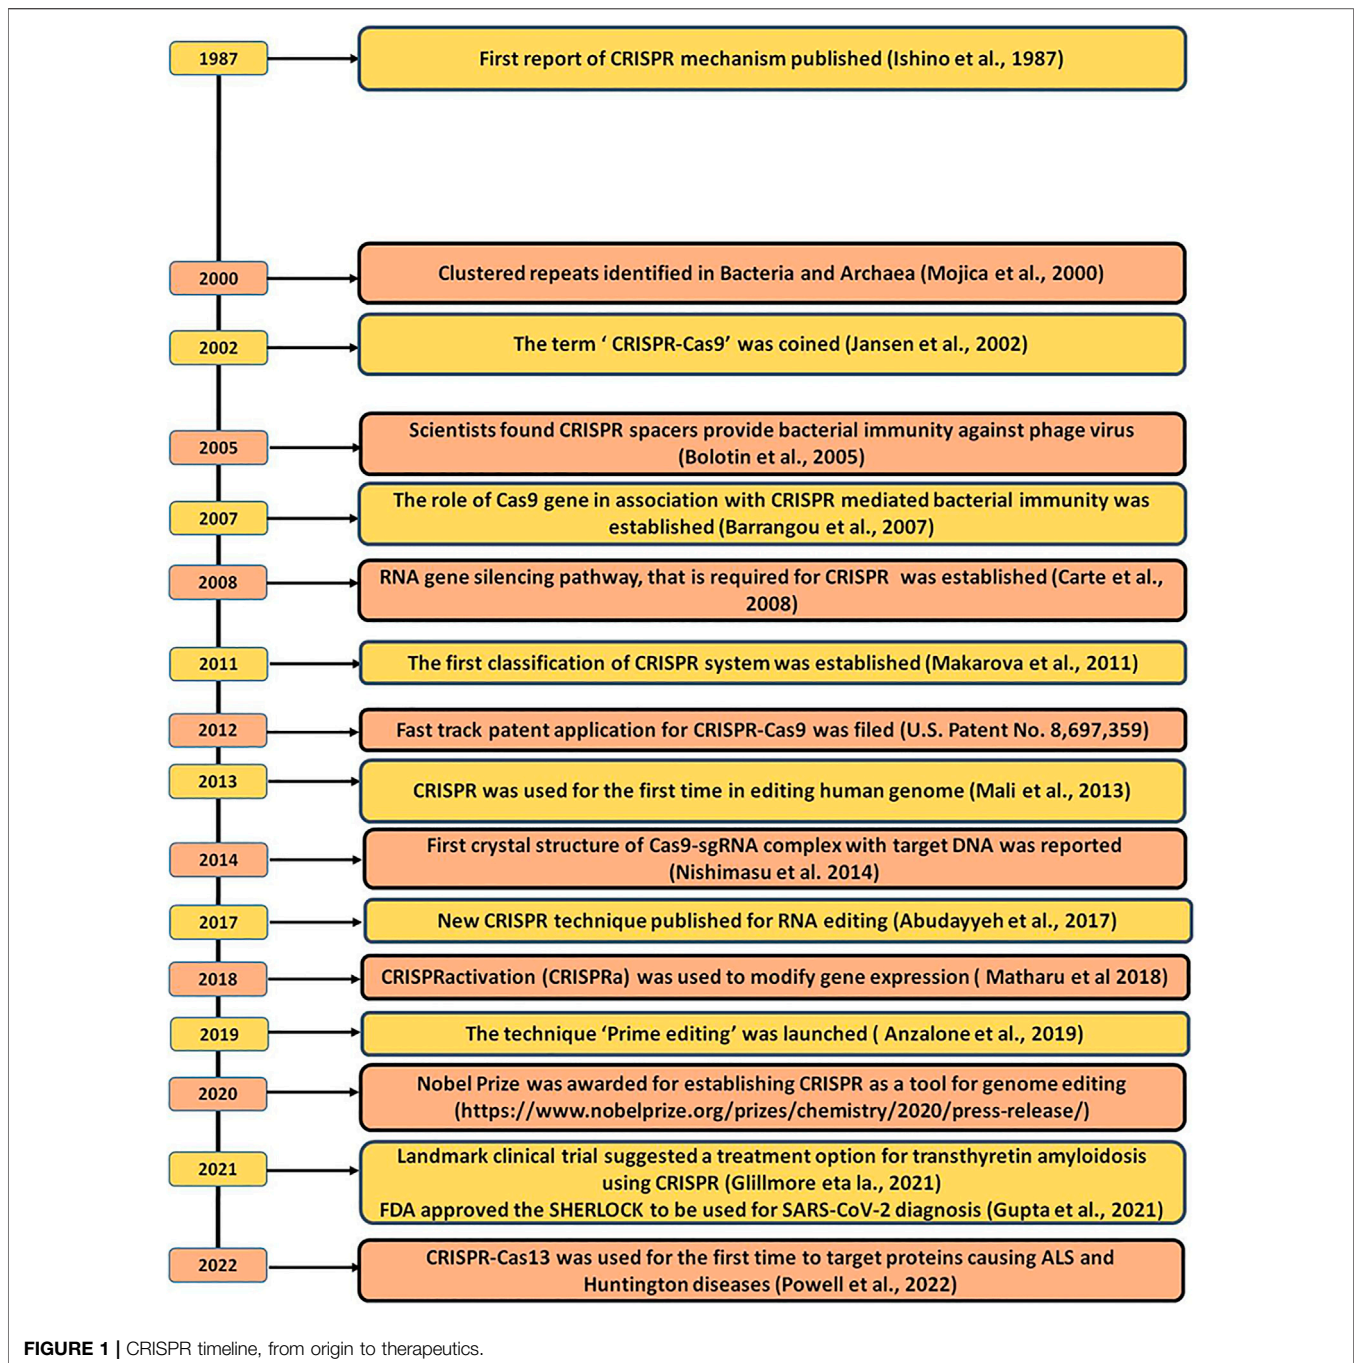 1987
First report of CRISPR mechanism published (Ishino et al., 1987)
2000
Clustered repeats identified in Bacteria and Archaea (Mojica et al., 2000)
2002
The term ‘ CRISPR-Cas9’ was coined (Jansen et al., 2002)
2005
Scientists found CRISPR spacers provide bacterial immunity against phage virus
(Bolotin et al., 2005)
2007
The role of Cas9 gene in association with CRISPR mediated bacterial immunity was
established (Barrangou et al., 2007)
2008
RNA gene silencing pathway, that is required for CRISPR was established (Carte et al.,
2008)
2011
The first classification of CRISPR system was established (Makarova et al., 2011)
2012
Fast track patent application for CRISPR-Cas9 was filed (U.S. Patent No. 8,697,359)
2013
CRISPR was used for the first time in editing human genome (Mali et al., 2013)
2014
First crystal structure of Cas9-sgRNA complex with target DNA was reported
(Nishimasu et al. 2014)
2017
New CRISPR technique published for RNA editing (Abudayyeh et al., 2017)
2018
CRISPRactivation (CRISPRa) was used to modify gene expression ( Matharu et al 2018)
2019
The technique ‘Prime editing’ was launched ( Anzalone et al., 2019)
2020
Nobel Prize was awarded for establishing CRISPR as a tool for genome editing
(https://www.nobelprize.org/prizes/chemistry/2020/press-release/)
2021
Landmark clinical trial suggested a treatment option for transthyretin amyloidosis
using CRISPR (Glillmore eta la., 2021)
FDA approved the SHERLOCK to be used for SARS-CoV-2 diagnosis (Gupta et al., 2021)
2022
CRISPR-Cas13 was used for the first time to target proteins causing ALS and
Huntington diseases (Powell et al., 2022)
FIGURE 1 | CRISPR timeline, from origin to therapeutics.